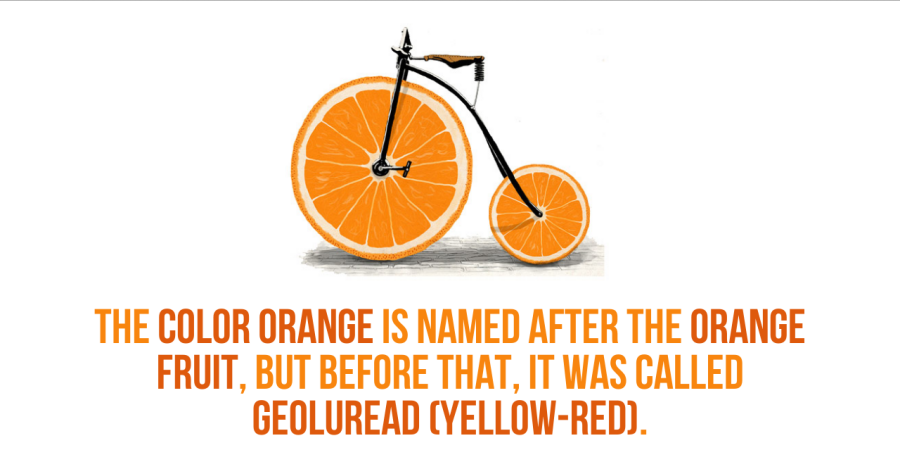 THE COLOR ORANGE IS NAMED AFTER THE ORANGE
FRUIT, BUT BEFORE THAT, IT WAS CALLED
GEOLUREAD (YELLOW-RED).